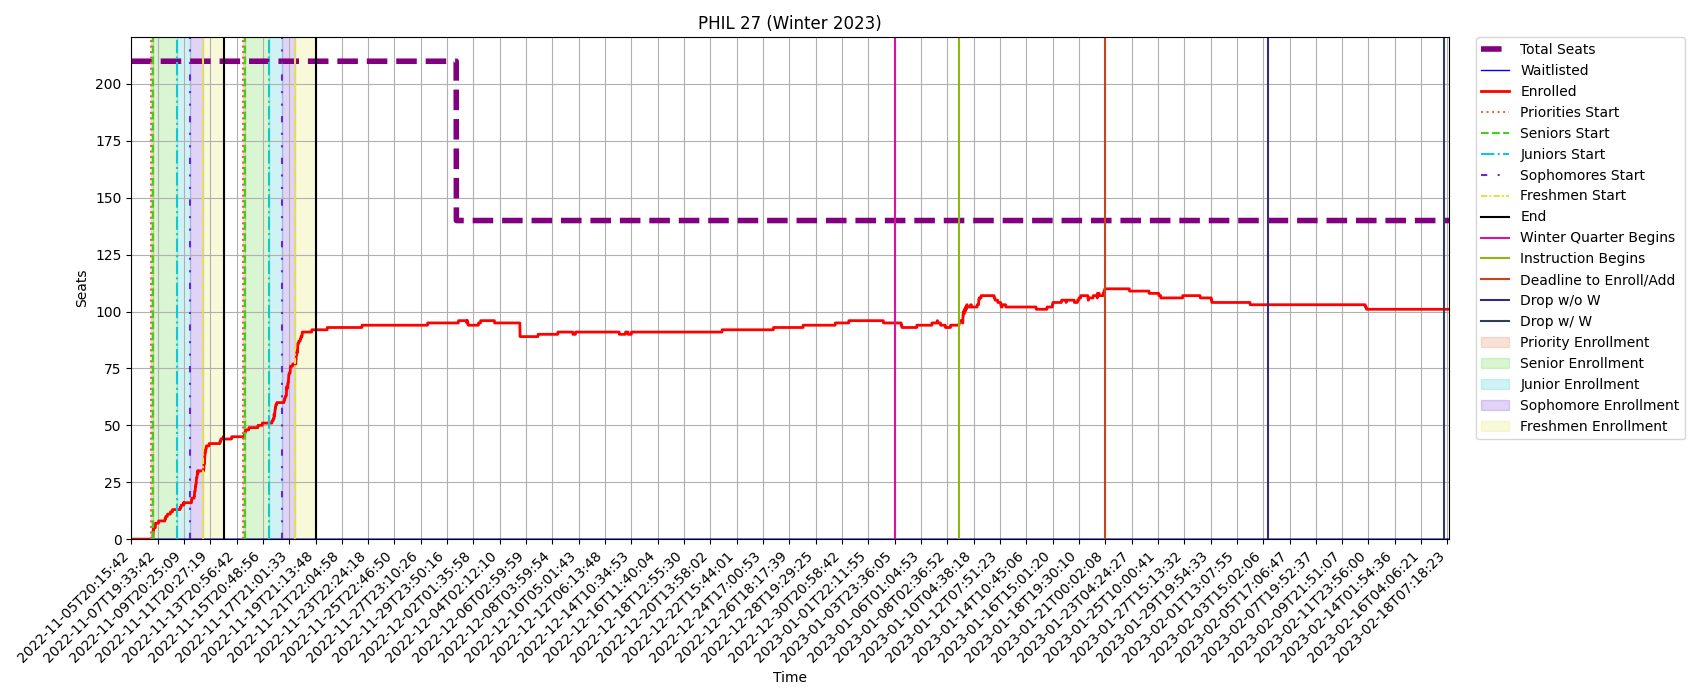 PHIL 27 (Winter 2023)
Seats
200
175
150
125
100
75
50
25
0
2022-11-05T20:15:42
2022-11-07T19:33:42
2022-11-09T20:25:09
2022-11-11T20:27:19
2022-11-13T20:56:42
2022-11-15T20:48:56
2022-11-17T21:01:33
2022-11-19T21:13:48
2022-11-21T22:04:58
2022-11-23T22:24:18
2022-11-25T22:46:50
2022-11-27T23:10:26
2022-11-29T23:50:16
2022-12-02T01:35:58
2022-12-04T02:12:10
2022-12-06T02:59:59
2022-12-08T03:59:54
2022-12-10T05:01:43
2022-12-12T06:13:48
2022-12-14T10:34:53
2022-12-16T11:40:04
2022-12-18T12:55:30
2022-12-20T13:58:02
2022-12-22T15:44:01
2022-12-24T17:00:53
2022-12-26T18:17:39
2022-12-28T19:29:25
2022-12-30T20:58:42
2023-01-01T22:11:55
2023-01-03T23:36:05
2023-01-06T01:04:53
2023-01-08T02:36:52
2023-01-10T04:38:18
2023-01-12T07:51:23
2023-01-14T10:45:06
2023-01-16T15:01:20
2023-01-18T19:30:10
2023-01-21T00:02:08
2023-01-23T04:24:27
2023-01-25T10:00:41
2023-01-27T15:13:32
2023-01-29T19:54:33
2023-02-01T13:07:55
2023-02-03T15:02:06
2023-02-05T17:06:47
2023-02-07T19:52:37
2023-02-09T21:51:07
2023-02-11T23:56:00
2023-02-14T01:54:36
2023-02-16T04:06:21
2023-02-18T07:18:23
Time
Total Seats
Waitlisted
Enrolled
Priorities Start
Seniors Start
Juniors Start
Sophomores Start
Freshmen Start
End
Winter Quarter Begins
Instruction Begins
Deadline to Enroll/Add
Drop w/o W
Drop w/ W
Priority Enrollment
Senior Enrollment
Junior Enrollment
Sophomore Enrollment
Freshmen Enrollment